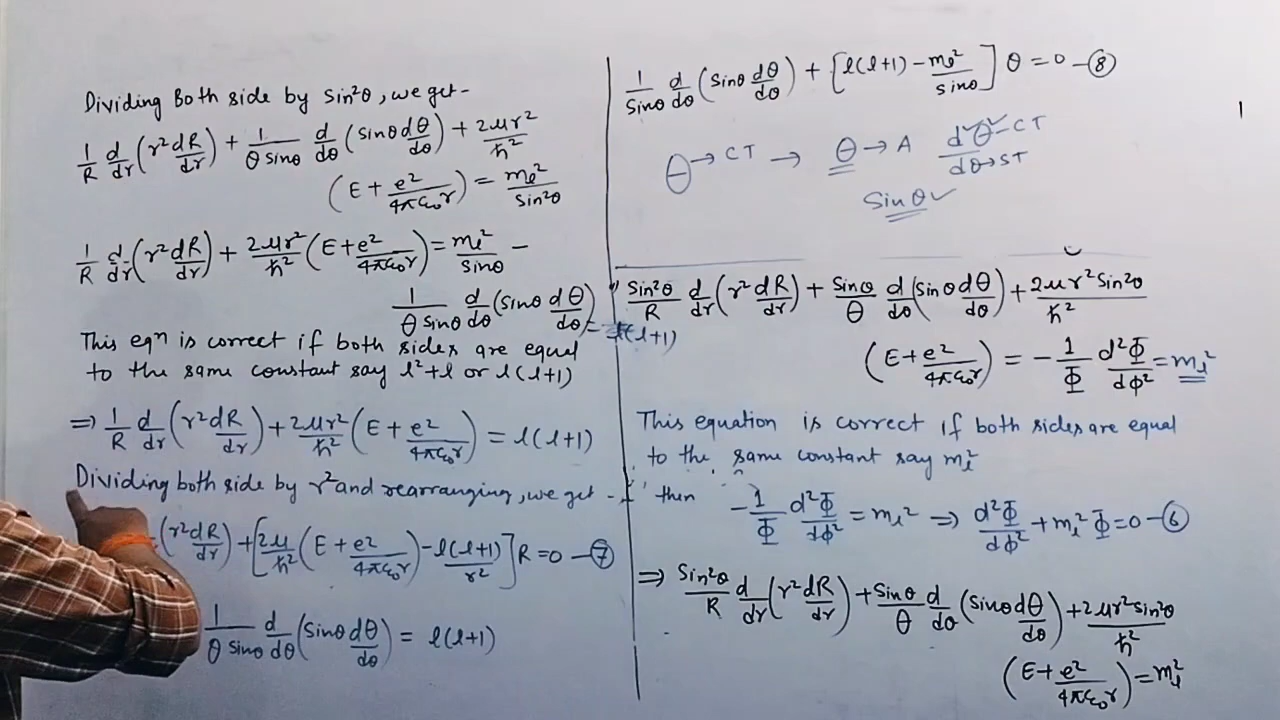 Dividing Both side by sin²θ, we get-
1/R d/dr (r² dR/dr) + 1/θ sinθ d/dθ (sinθ dθ/dθ) + 2μr²/ħ²
(E + e²/4πε₀r) = mₗ²/sin²θ
1/R d/dr (r² dR/dr) + 2μr²/ħ² (E + e²/4πε₀r) = mₗ²/sinθ -
1/θ sinθ d/dθ (sinθ dθ/dθ) = l(l+1)
This eqn is correct if both sides are equal
to the same constant say l²+l or l(l+1)
⇒ 1/R d/dr (r² dR/dr) + 2μr²/ħ² (E + e²/4πε₀r) = l(l+1)
Dividing both side by r² and rearranging, we get -
(r² dR/dr) + [2μ/ħ² (E + e²/4πε₀r) - l(l+1)/r²] R = 0 -⑦
1/θ sinθ d/dθ (sinθ dθ/dθ) = l(l+1)
1/sinθ d/dθ (sinθ dθ/dθ) + [l(l+1) - mₗ²/sinθ] θ = 0 -⑧
Θ → CT → θ → A d²θ - CT
dθ → ST
Sinθ ✓
Sin²θ/R d/dr (r² dR/dr) + Sinθ/θ d/dθ (sinθ dθ/dθ) + 2μr² Sin²θ/ħ²
(E + e²/4πε₀r) = - 1/Φ d²Φ/dϕ² = mₗ²
This equation is correct if both sides are equal
to the same constant say mₗ²
then - 1/Φ d²Φ/dϕ² = mₗ² ⇒ d²Φ/dϕ² + mₗ² Φ = 0 -⑥
⇒ Sin²θ/R d/dr (r² dR/dr) + Sinθ/θ d/dθ (sinθ dθ/dθ) + 2μr² sin²θ/ħ²
(E + e²/4πε₀r) = mₗ²